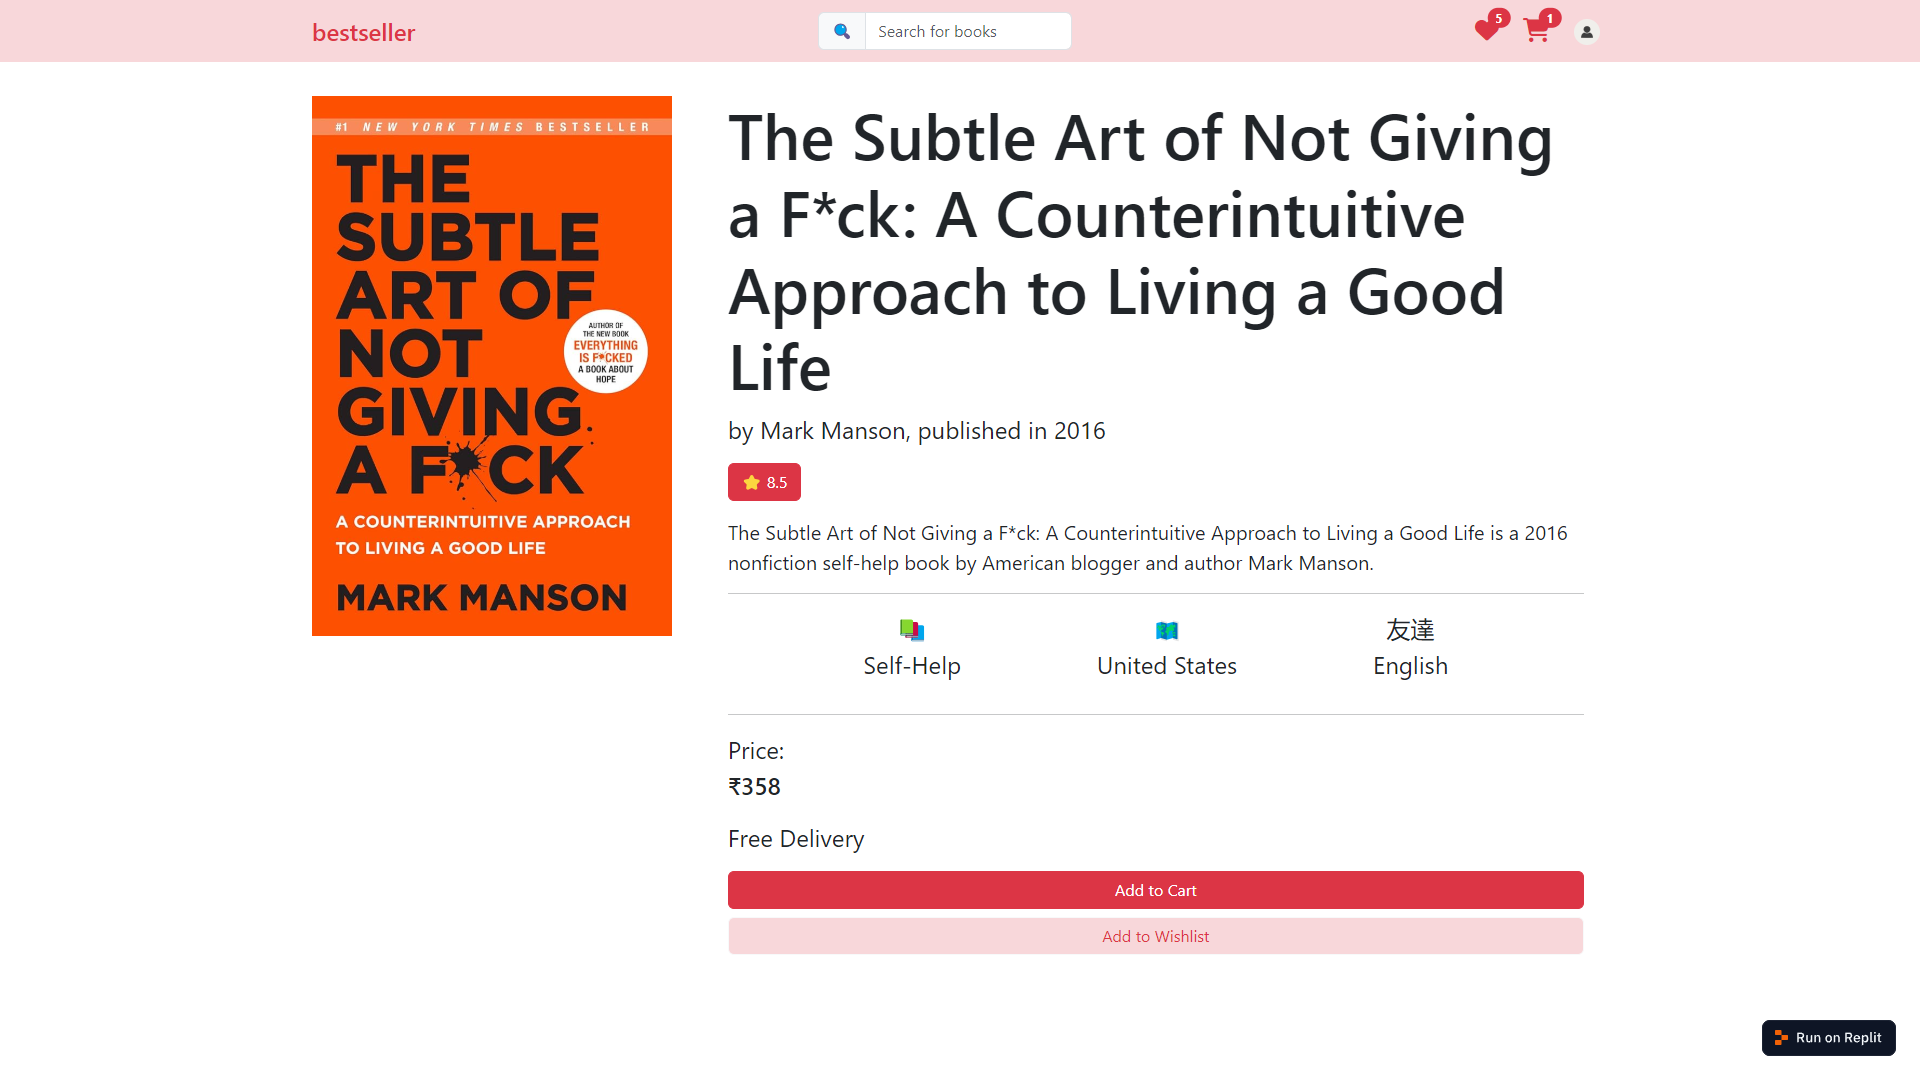 bestseller
Search for books
5
1
#1 NEW YORK TIMES BESTSELLER
THE
SUBTLE
ART OF
NOT
GIVING
A F*CK
AUTHOR OF
THE NEW BOOK
EVERYTHING
IS F*CKED
A BOOK ABOUT
HOPE
A COUNTERINTUITIVE APPROACH
TO LIVING A GOOD LIFE
MARK MANSON
The Subtle Art of Not Giving
a F*ck: A Counterintuitive
Approach to Living a Good
Life
by Mark Manson, published in 2016
8.5
The Subtle Art of Not Giving a F*ck: A Counterintuitive Approach to Living a Good Life is a 2016
nonfiction self-help book by American blogger and author Mark Manson.
友達
Self-Help
United States
English
Price:
₹358
Free Delivery
Add to Cart
Add to Wishlist
Run on Replit